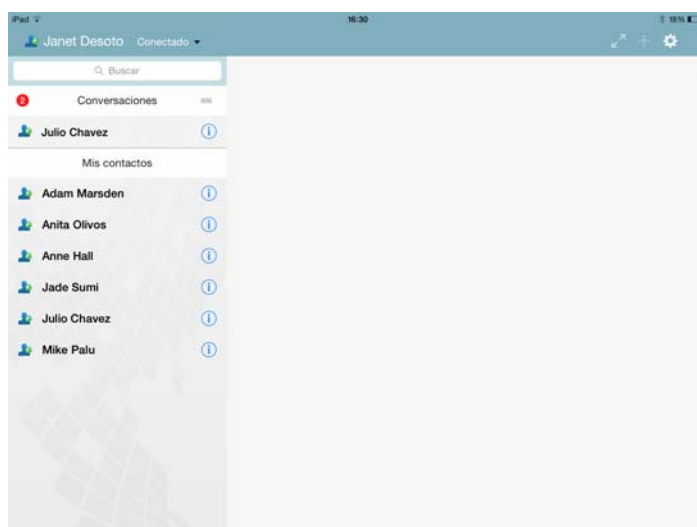 iPad 16:30 18%
Janet Desoto Conectado
Buscar
2 Conversaciones
Julio Chavez
Mis contactos
Adam Marsden
Anita Olivos
Anne Hall
Jade Sumi
Julio Chavez
Mike Palu